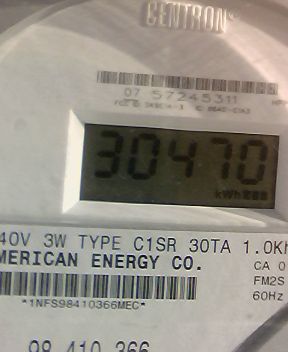 CENTRON®
07 57245311
30470
kWh
40V 3W TYPE C1SR 30TA 1.0Kh
MERICAN ENERGY CO.
CA 0
FM2S
60Hz
*1NFS98410366MEC*
98 410 366